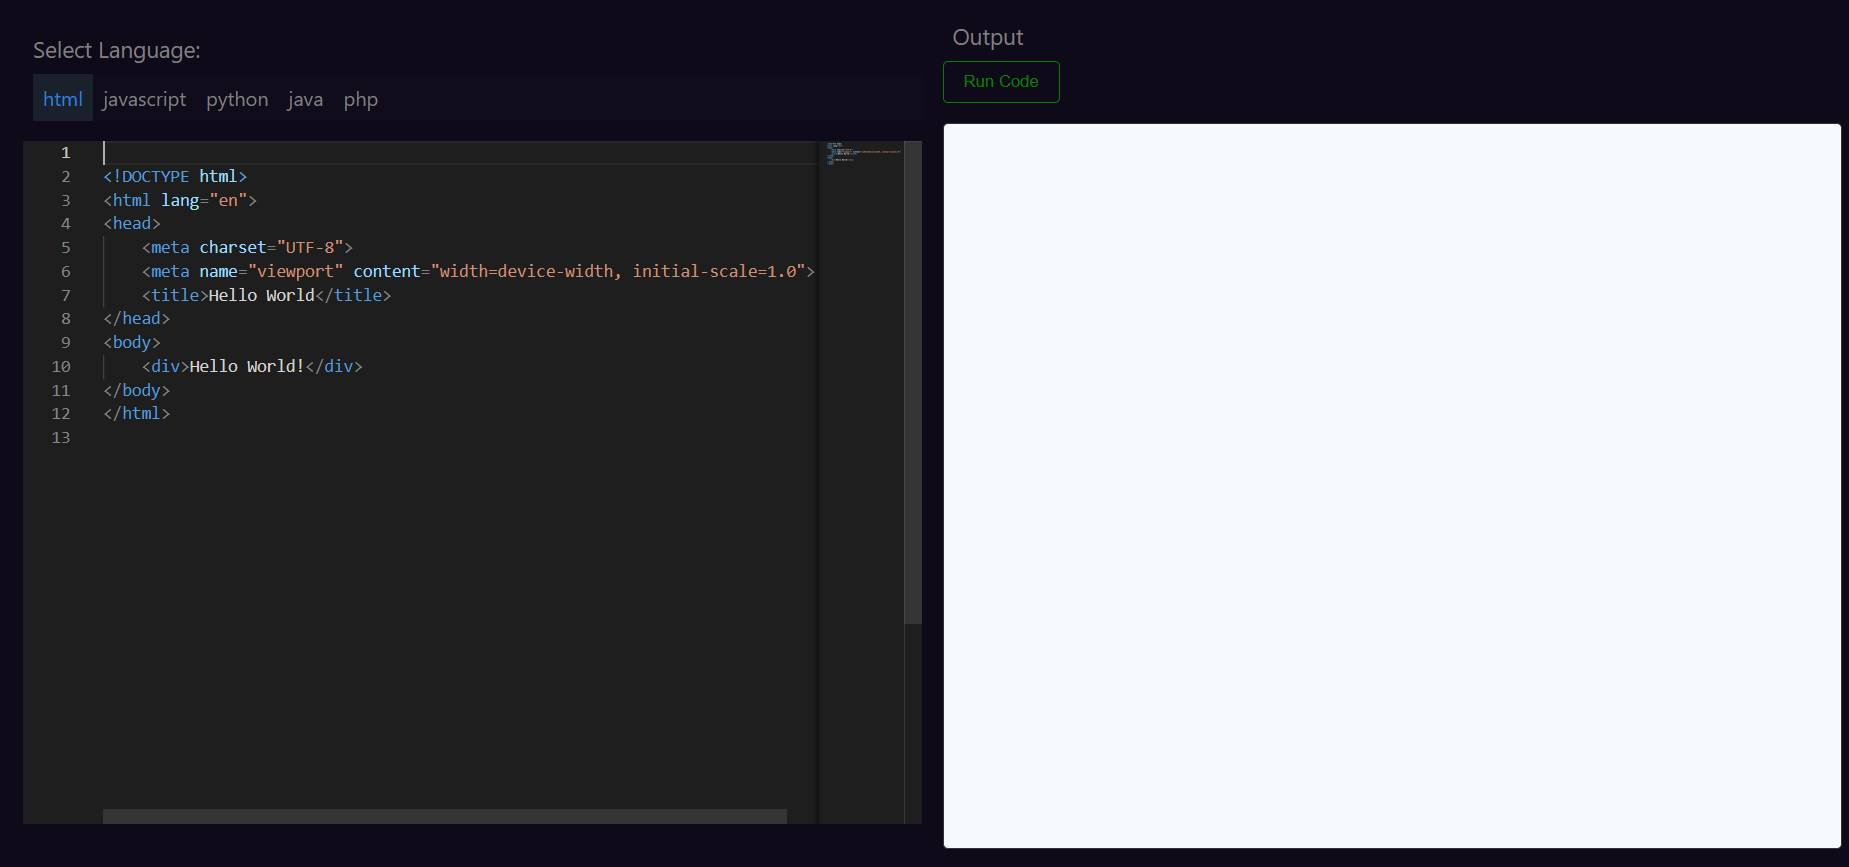 Select Language:
html javascript python java php
1
2 <!DOCTYPE html>
3 <html lang="en">
4 <head>
5     <meta charset="UTF-8">
6     <meta name="viewport" content="width=device-width, initial-scale=1.0">
7     <title>Hello World</title>
8 </head>
9 <body>
10     <div>Hello World!</div>
11 </body>
12 </html>
13
Output
Run Code